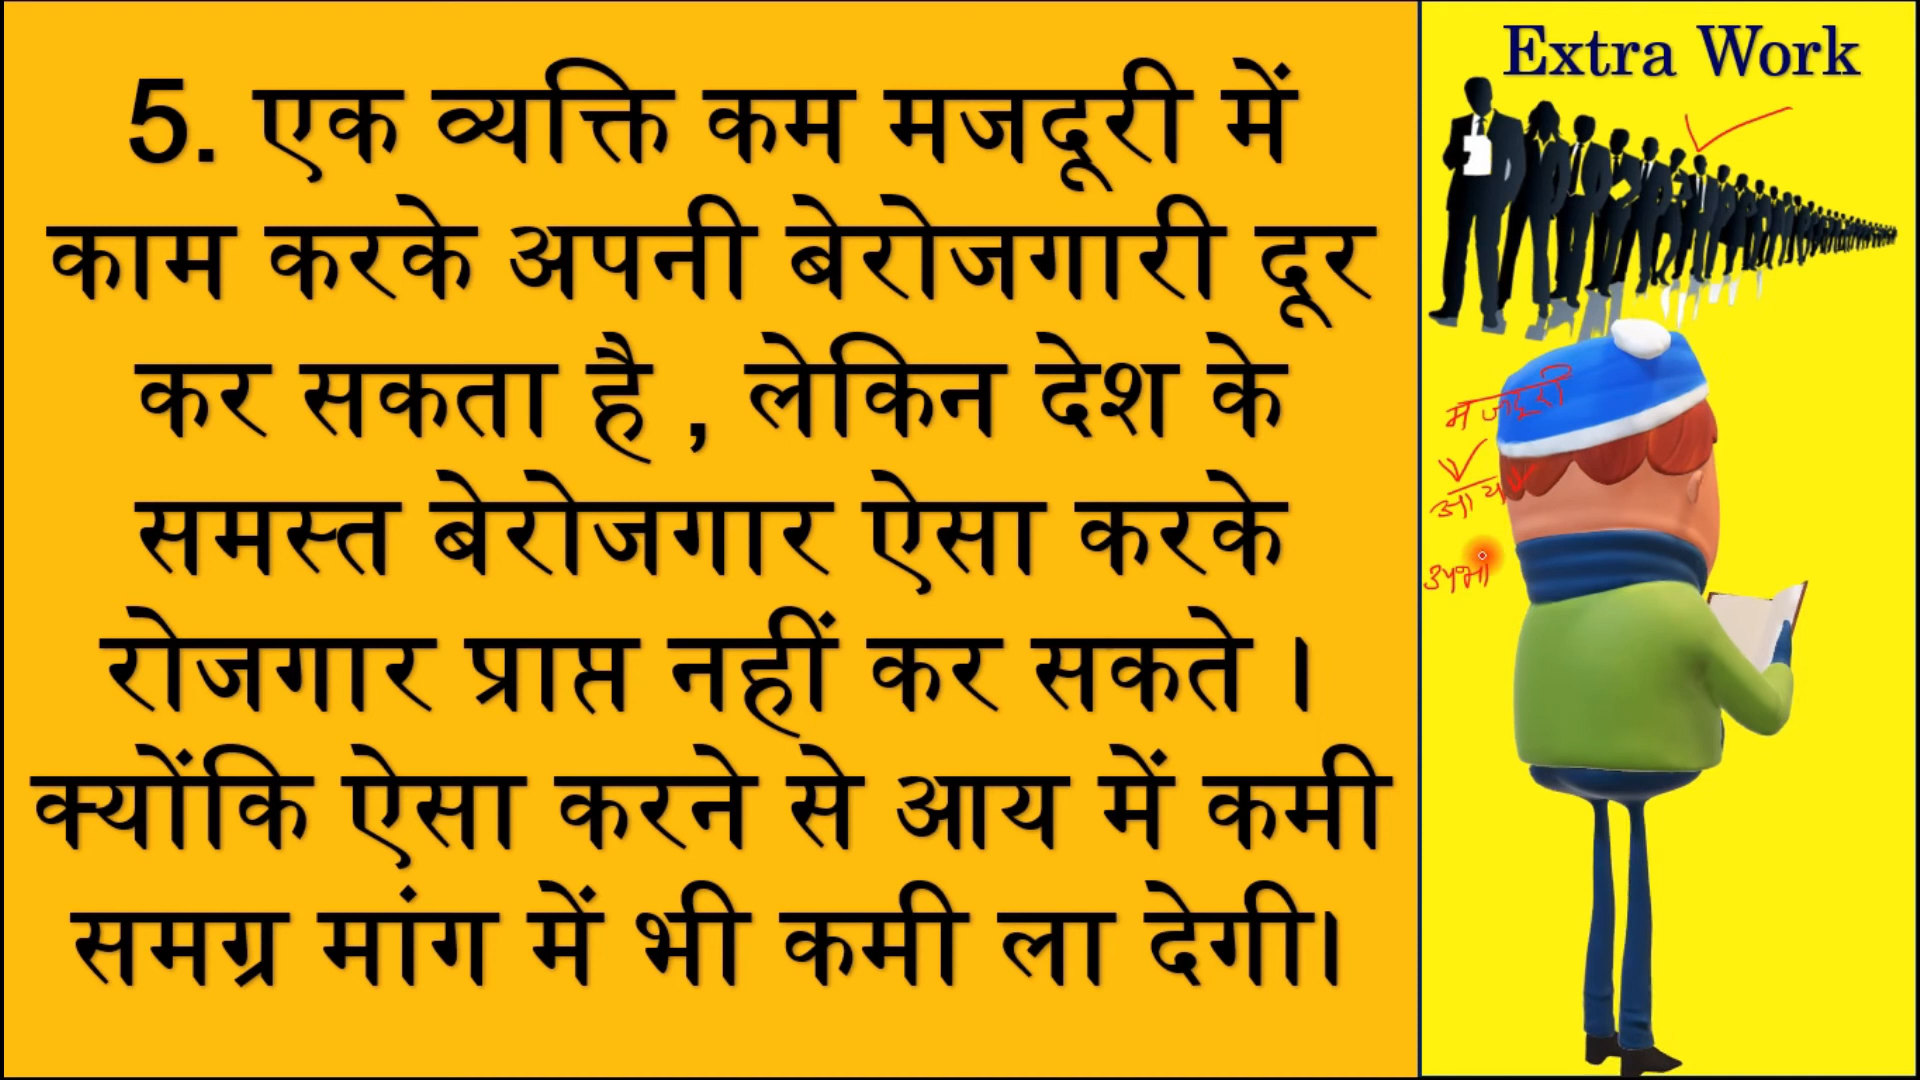 5. एक व्यक्ति कम मजदूरी में
काम करके अपनी बेरोजगारी दूर
कर सकता है , लेकिन देश के
समस्त बेरोजगार ऐसा करके
रोजगार प्राप्त नहीं कर सकते ।
क्योंकि ऐसा करने से आय में कमी
समग्र मांग में भी कमी ला देगी।
Extra Work
मजदूरी
आय
उपभो